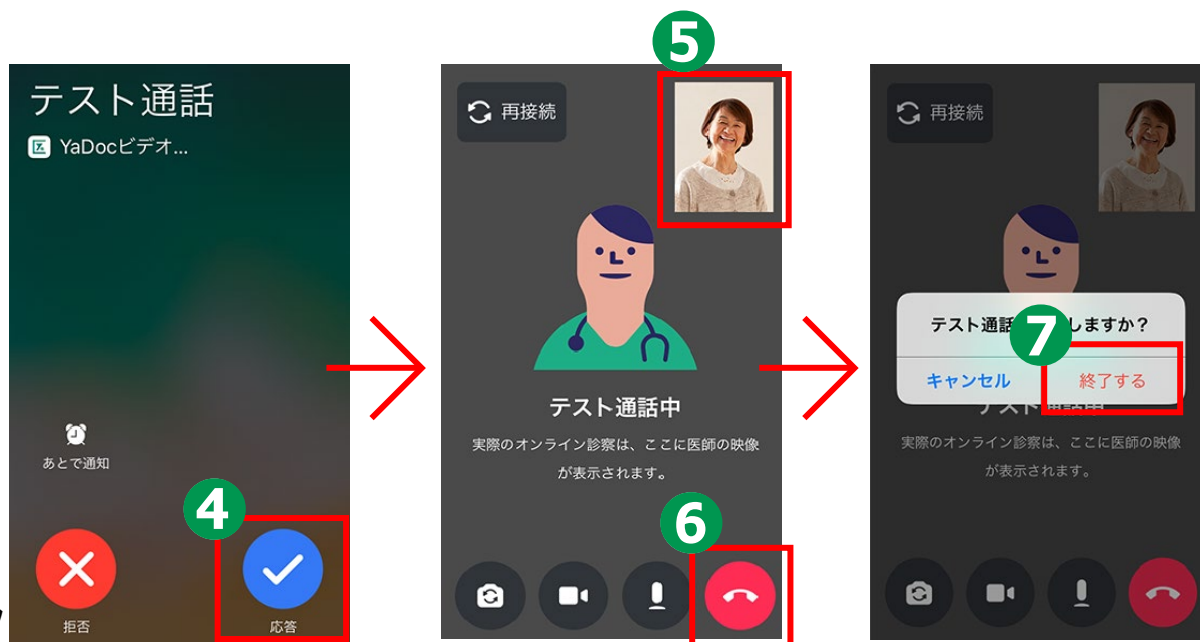 テスト通話
YaDocビデオ...
あとで通知
4
拒否
応答
5
再接続
テスト通話中
実際のオンライン診察は、ここに医師の映像
が表示されます。
6
再接続
テスト通話
しますか？
7
キャンセル
終了する
テスト通話中
実際のオンライン診察は、ここに医師の映像
が表示されます。